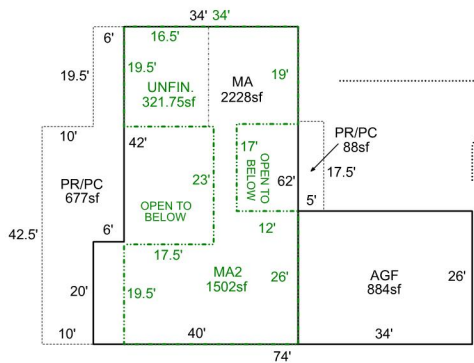 34' 34'
6' 16.5'
19.5' 19.5' UNFIN.
321.75sf
MA
2228sf
19'
10' 42'
17'
OPEN TO
BELOW
PR/PC
88sf
17.5'
PR/PC
677sf
23'
62'
5'
OPEN TO
BELOW
42.5'
6'
12'
17.5'
MA2
1502sf
26'
AGF
884sf
26'
20' 19.5'
10' 40' 34'
74'